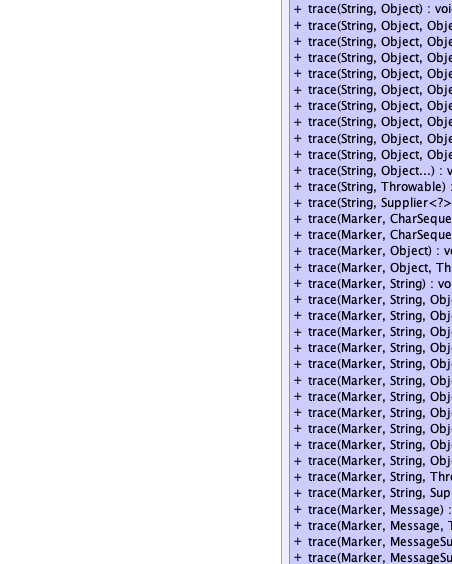 + trace(String, Object) : voi
+ trace(String, Object, Obje
+ trace(String, Object, Obje
+ trace(String, Object, Obje
+ trace(String, Object, Obje
+ trace(String, Object, Obje
+ trace(String, Object, Obje
+ trace(String, Object, Obje
+ trace(String, Object, Obje
+ trace(String, Object, Obje
+ trace(String, Object...) : v
+ trace(String, Throwable) :
+ trace(String, Supplier<?>
+ trace(Marker, CharSeque
+ trace(Marker, CharSeque
+ trace(Marker, Object) : vo
+ trace(Marker, Object, Th
+ trace(Marker, String) : vo
+ trace(Marker, String, Obj
+ trace(Marker, String, Obj
+ trace(Marker, String, Obj
+ trace(Marker, String, Obj
+ trace(Marker, String, Obj
+ trace(Marker, String, Obj
+ trace(Marker, String, Obj
+ trace(Marker, String, Obj
+ trace(Marker, String, Obj
+ trace(Marker, String, Obj
+ trace(Marker, String, Obj
+ trace(Marker, String, Thr
+ trace(Marker, String, Sup
+ trace(Marker, Message) :
+ trace(Marker, Message, T
+ trace(Marker, MessageSu
+ trace(Marker, MessageSu